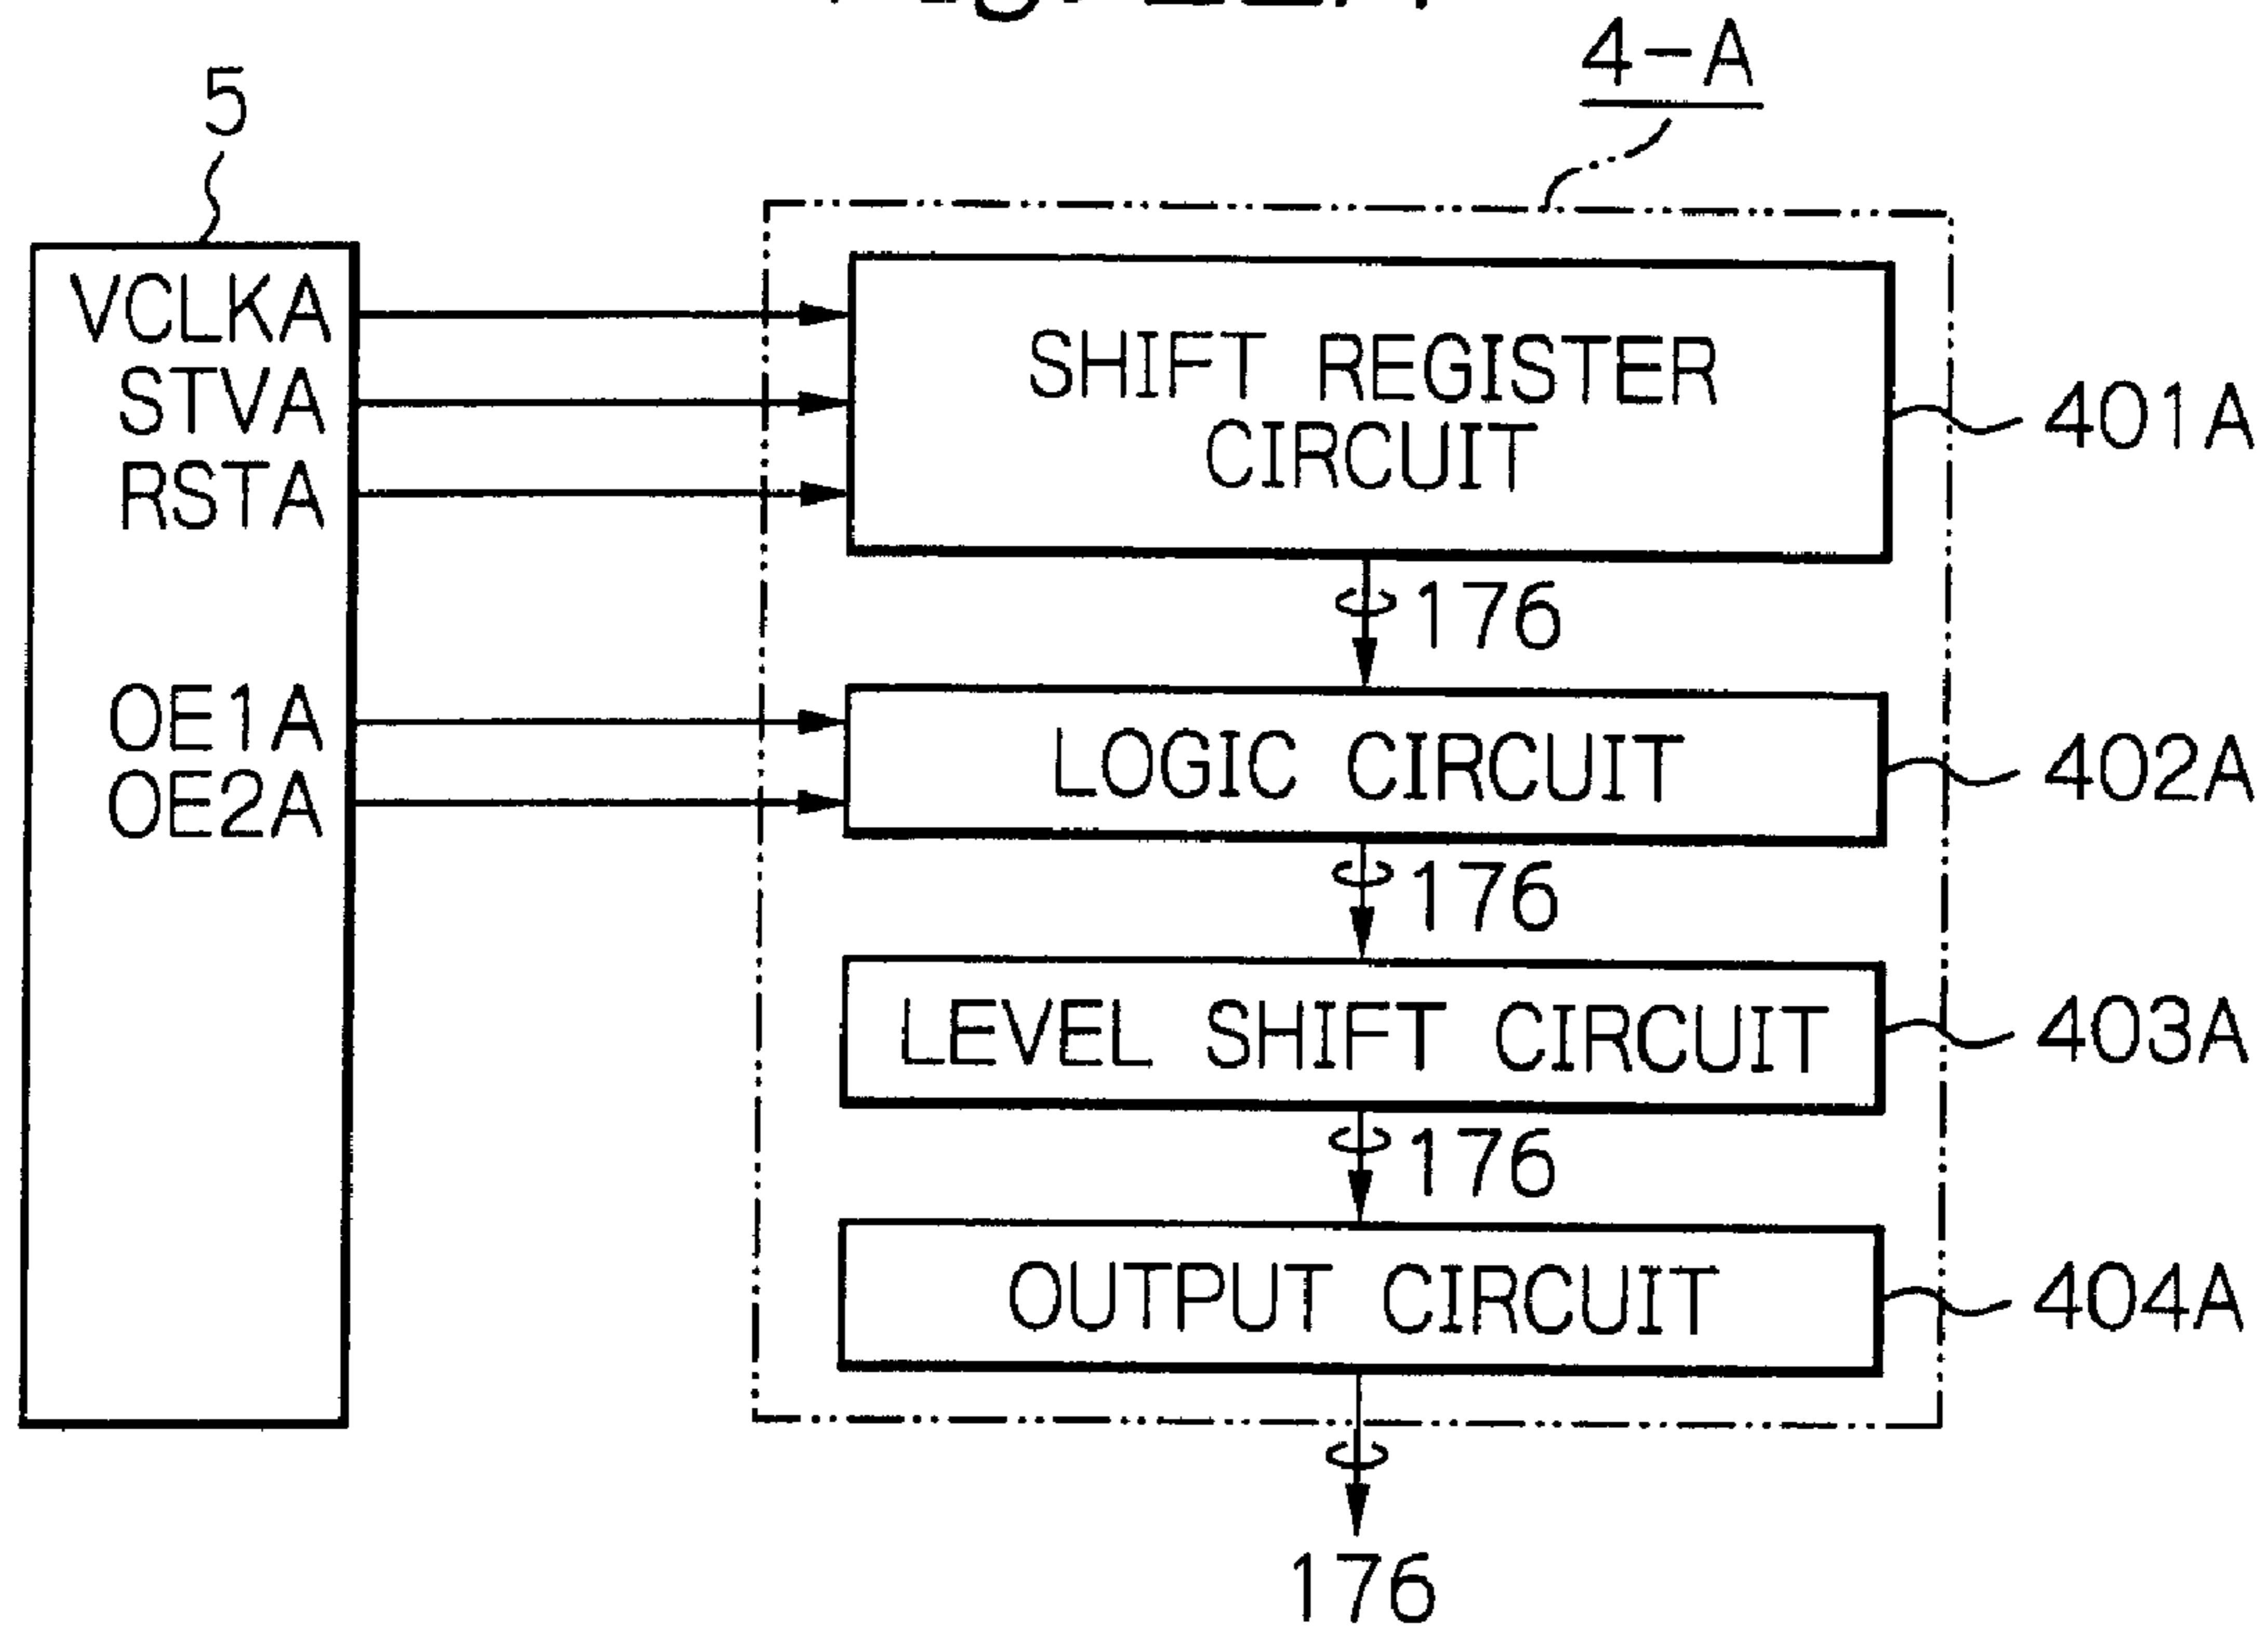 4-A
5
VCLKA
STVA
RSTA
OE1A
OE2A
SHIFT REGISTER
CIRCUIT
401A
176
LOGIC CIRCUIT
402A
176
LEVEL SHIFT CIRCUIT
403A
176
OUTPUT CIRCUIT
404A
176